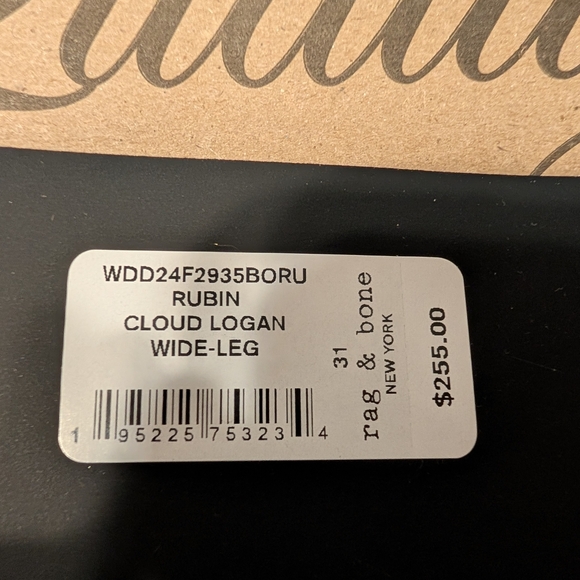 WDD24F2935BORU
RUBIN
CLOUD LOGAN
WIDE-LEG
1 95225 75323 4
31
rag & bone
NEW YORK
$255.00